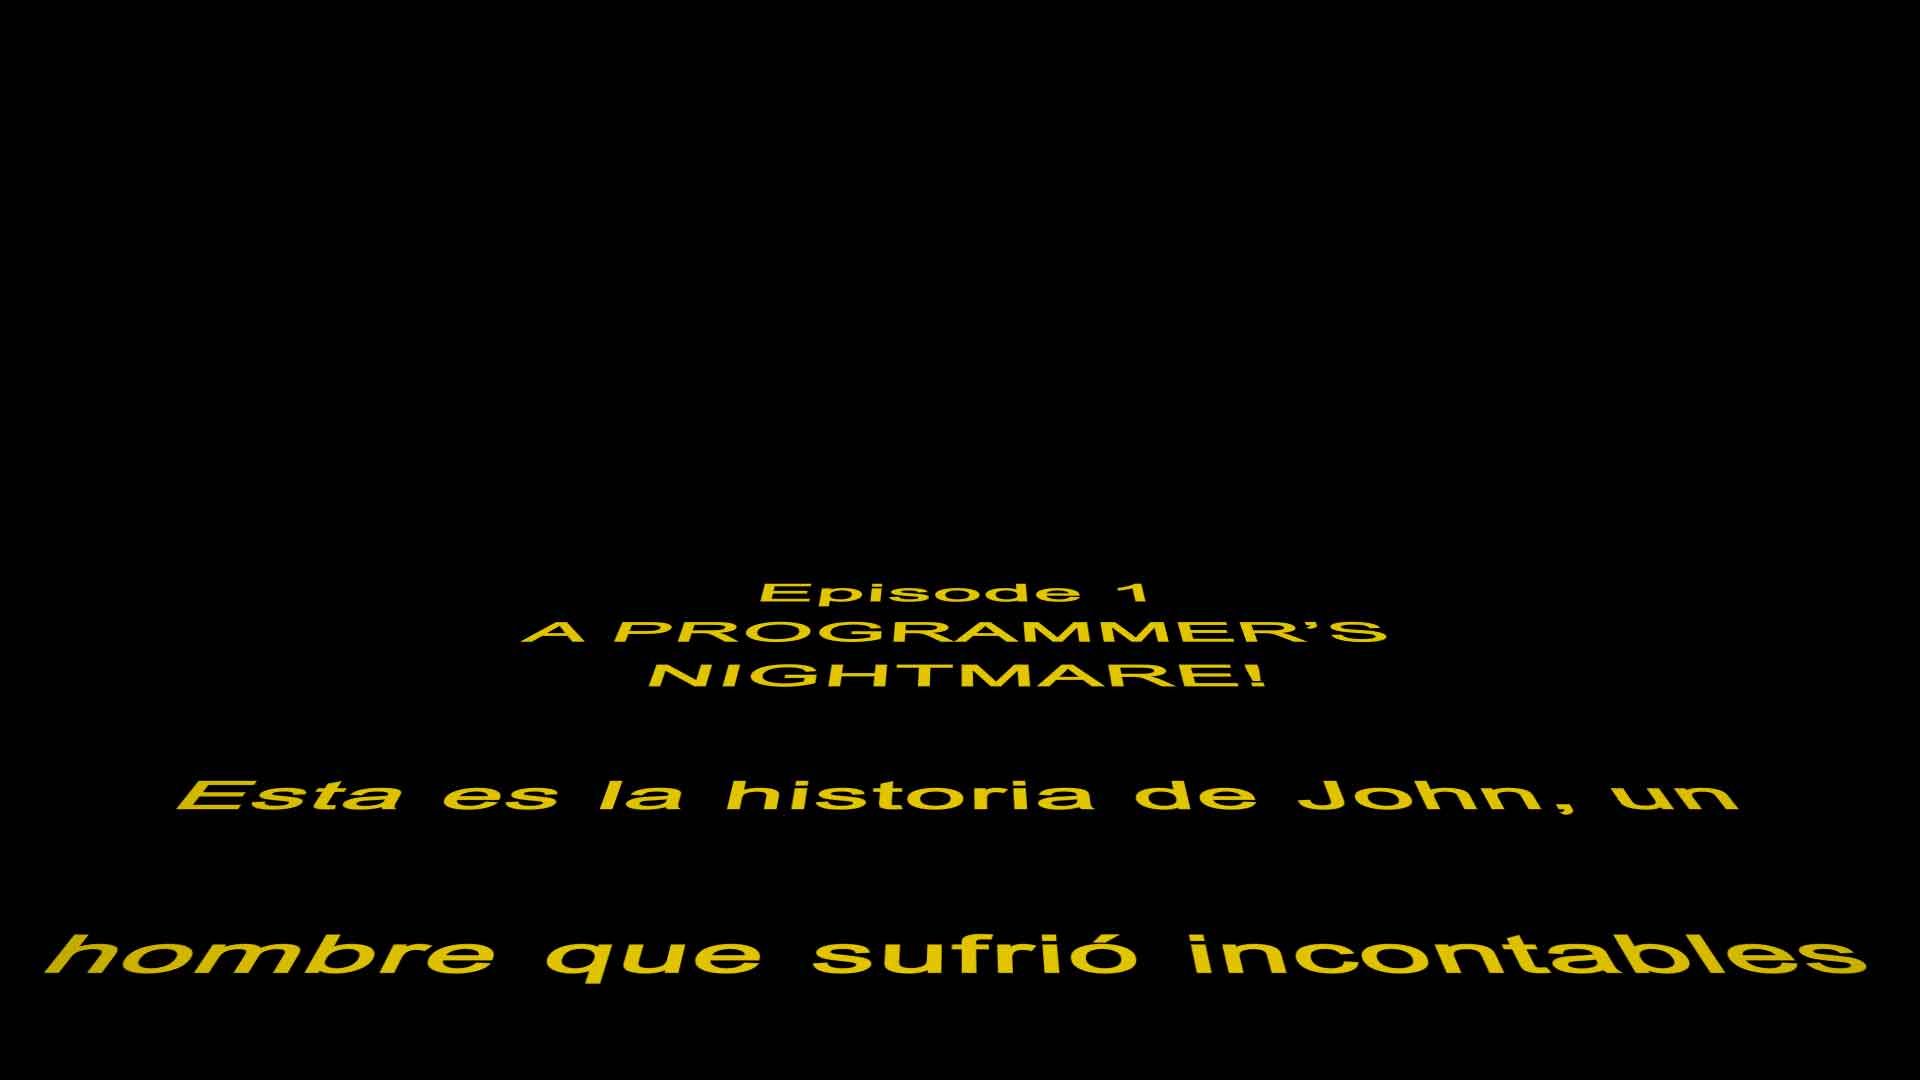 Episode 1
A PROGRAMMER’S
NIGHTMARE!
Esta es la historia de John, un
hombre que sufrió incontables